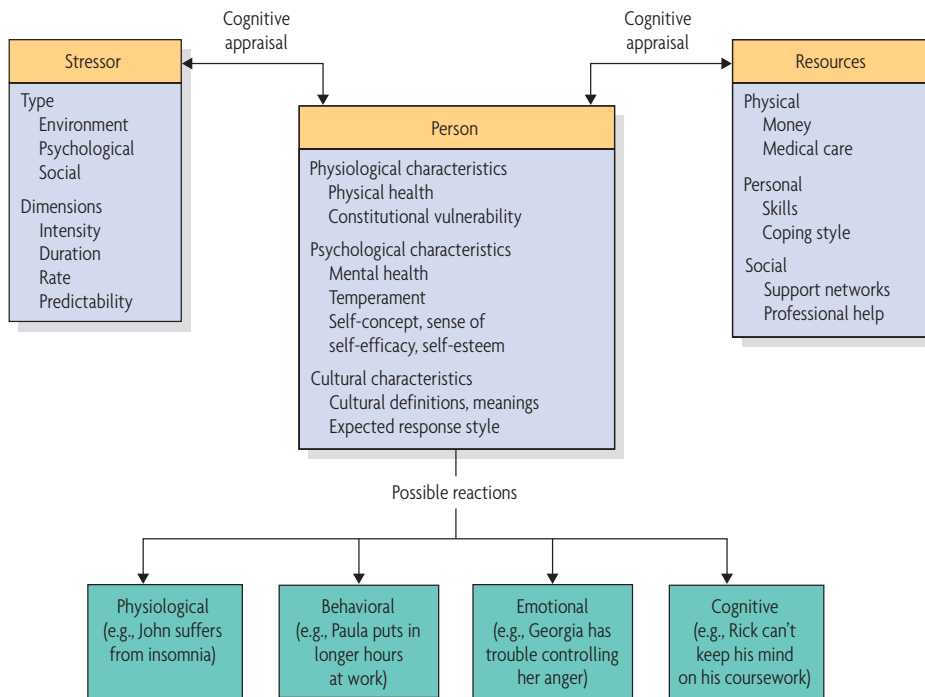 Cognitive
appraisal
Cognitive
appraisal
Stressor
Type
Environment
Psychological
Social
Dimensions
Intensity
Duration
Rate
Predictability
Person
Physiological characteristics
Physical health
Constitutional vulnerability
Psychological characteristics
Mental health
Temperament
Self-concept, sense of
self-efficacy, self-esteem
Cultural characteristics
Cultural definitions, meanings
Expected response style
Resources
Physical
Money
Medical care
Personal
Skills
Coping style
Social
Support networks
Professional help
Possible reactions
Physiological
(e.g., John suffers
from insomnia)
Behavioral
(e.g., Paula puts in
longer hours
at work)
Emotional
(e.g., Georgia has
trouble controlling
her anger)
Cognitive
(e.g., Rick can't
keep his mind
on his coursework)